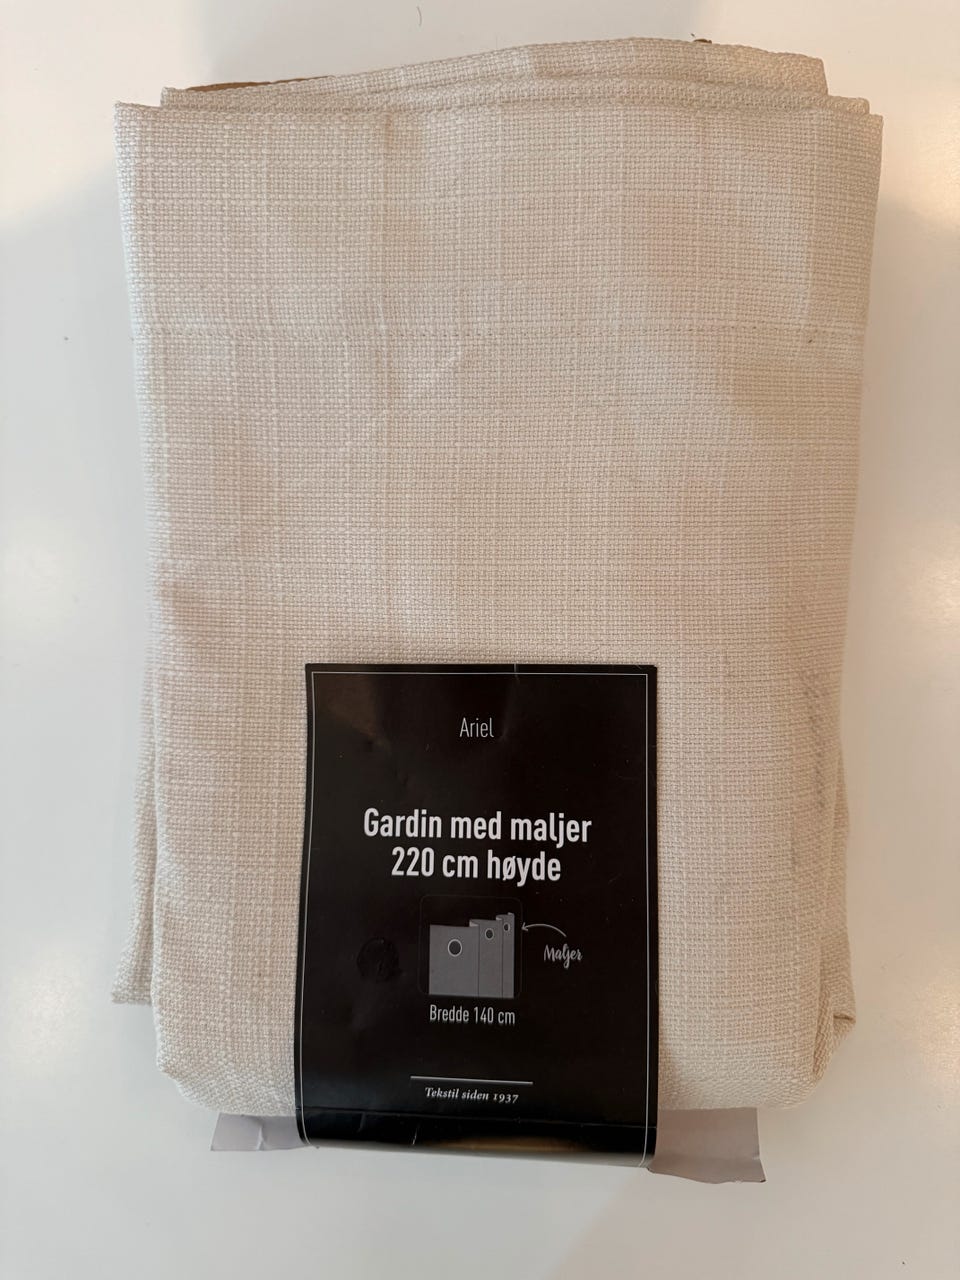 Ariel
Gardin med maljer
220 cm høyde
Maljer
Bredde 140 cm
Tekstil siden 1937